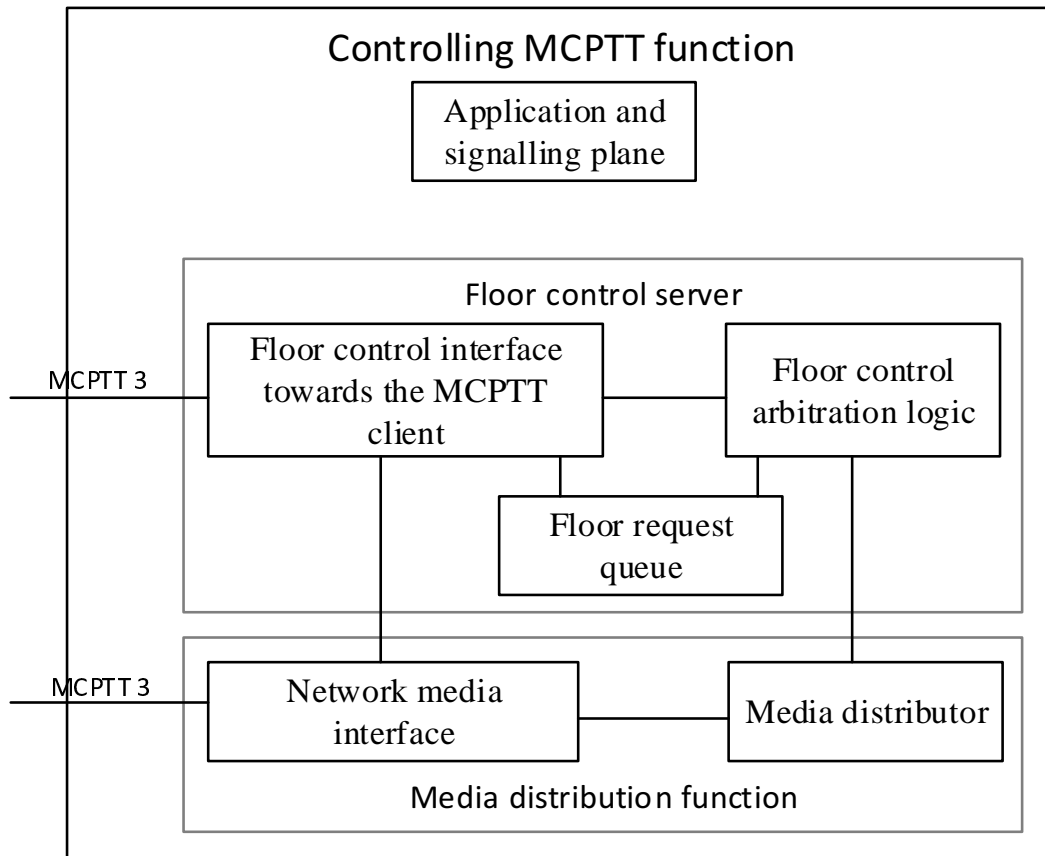 Controlling MCPTT function
Application and
signalling plane
Floor control server
Floor control interface
towards the MCPTT
client
Floor control
arbitration logic
MCPTT 3
Floor request
queue
MCPTT 3
Network media
interface
Media distributor
Media distribution function